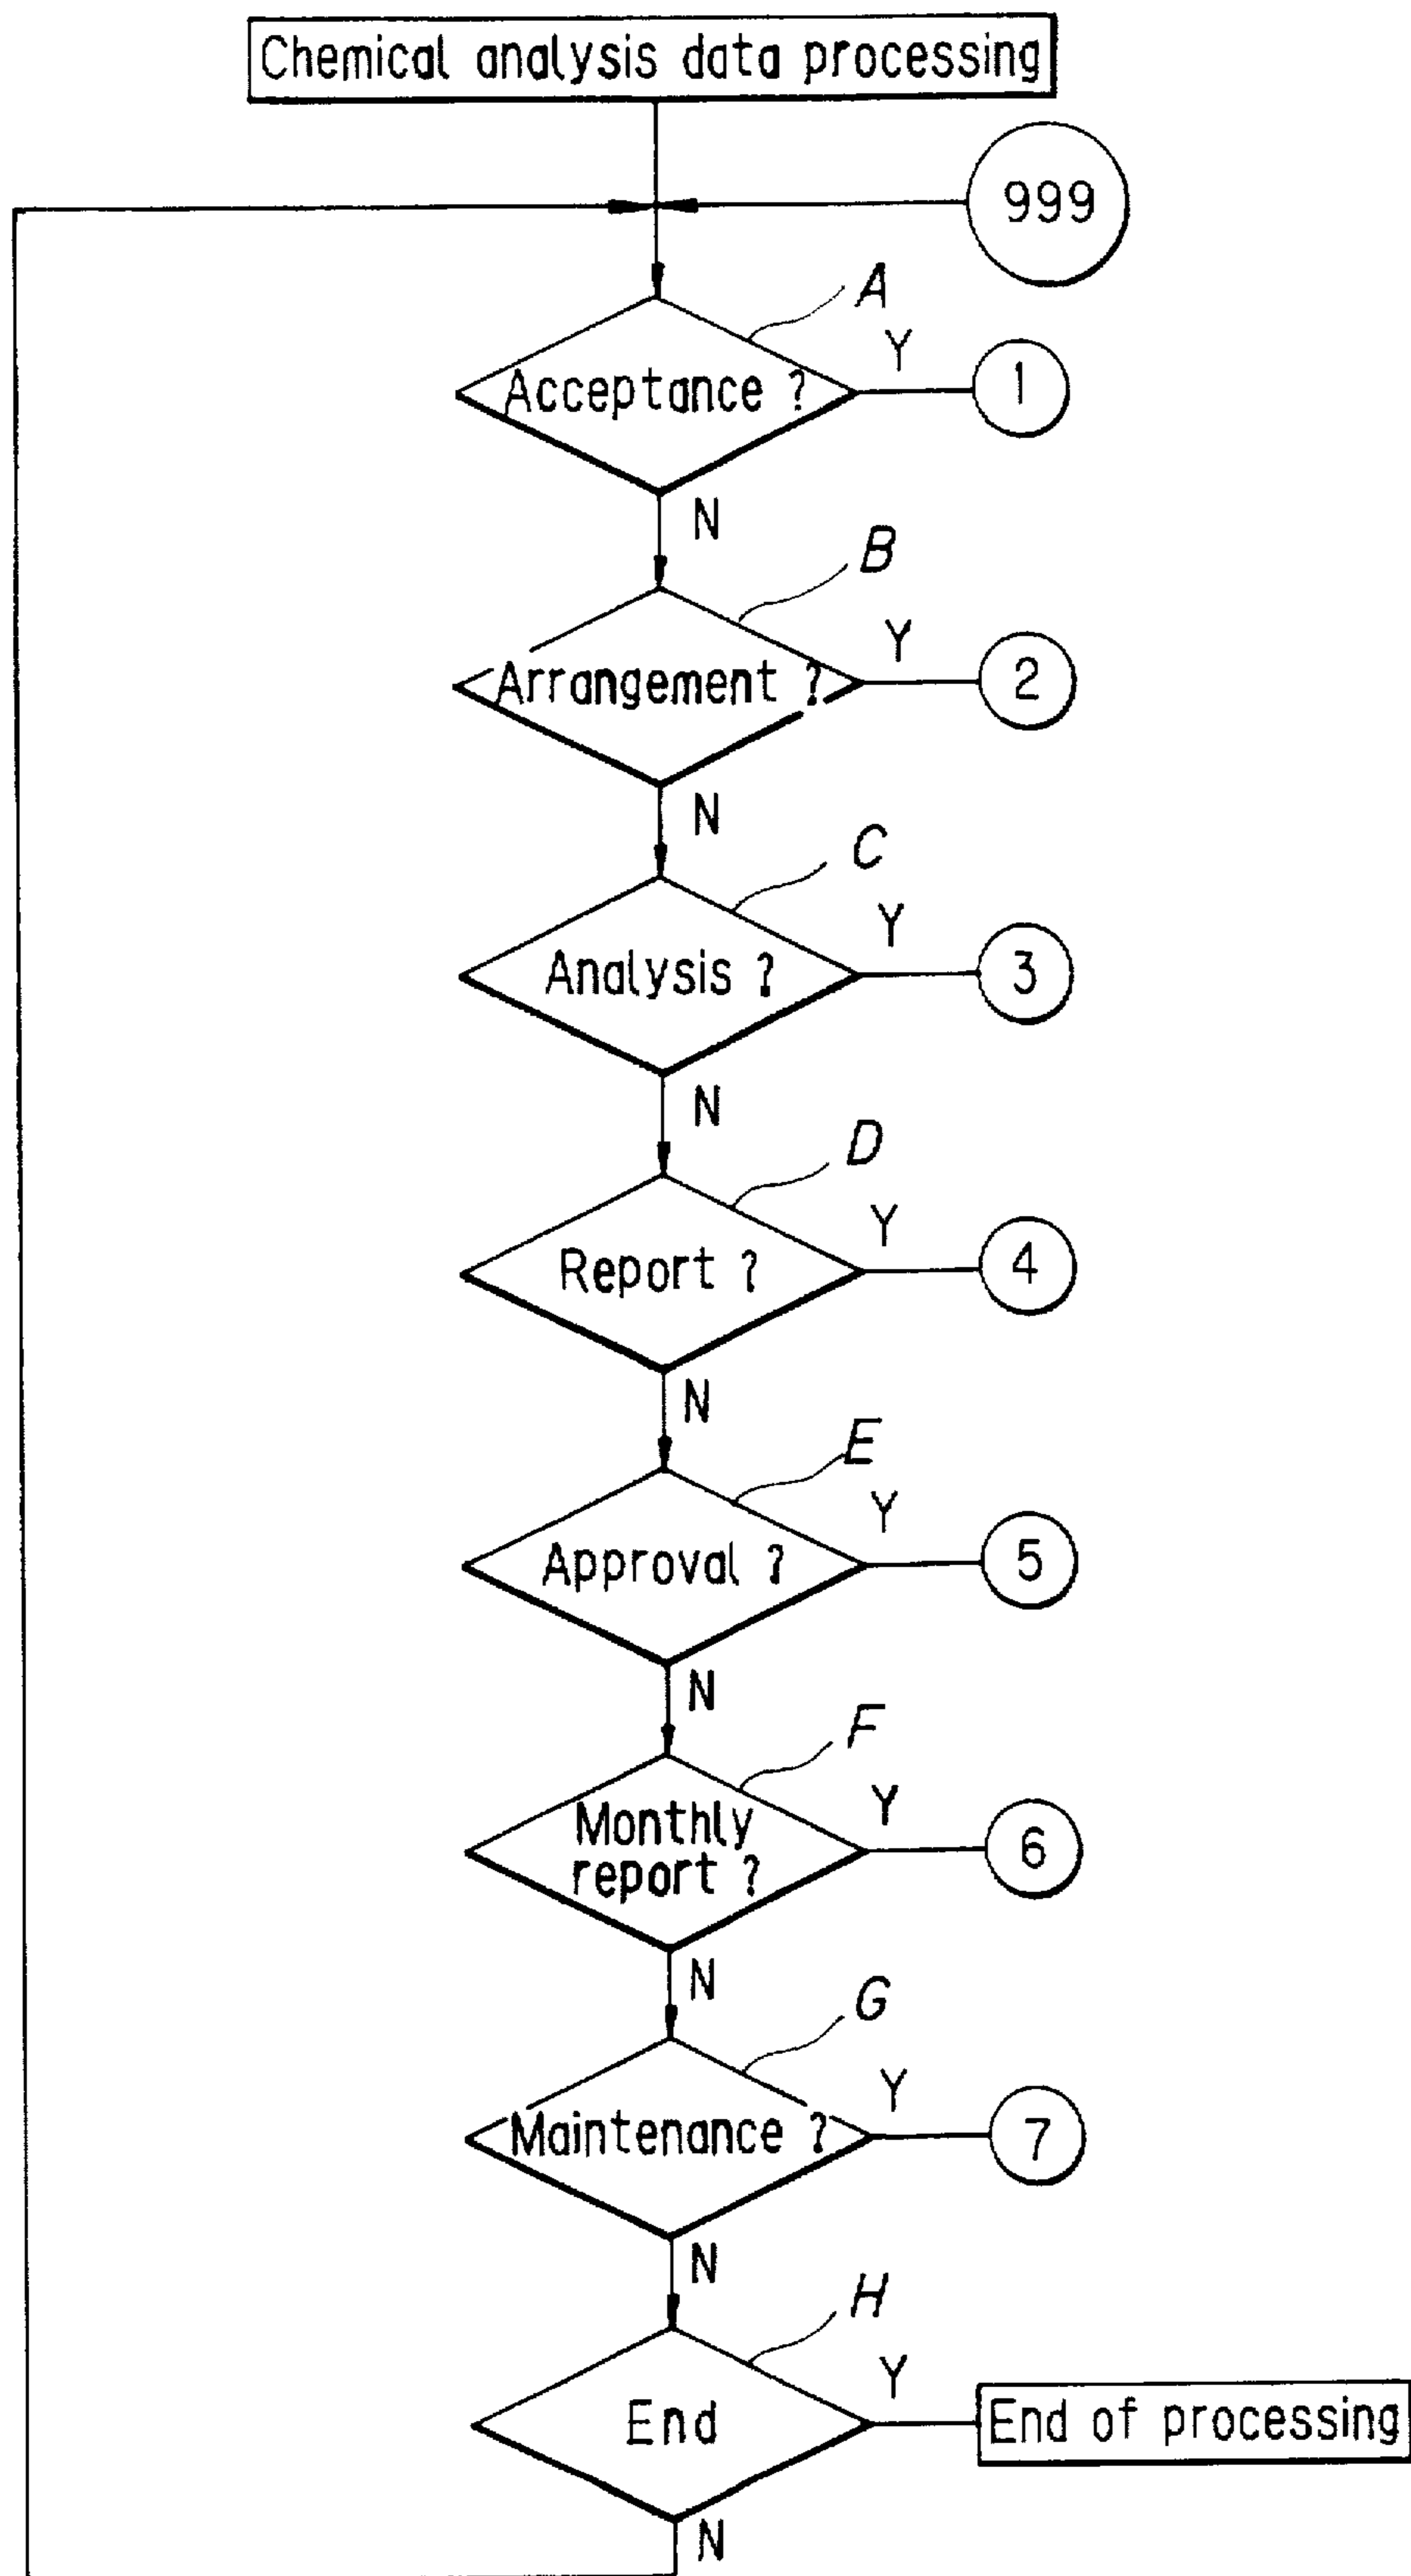 Chemical analysis data processing
999
A
Y
Acceptance ?
1
N
B
Y
Arrangement ?
2
N
C
Y
Analysis ?
3
N
D
Y
Report ?
4
N
E
Y
Approval ?
5
N
F
Y
Monthly
report ?
6
N
G
Y
Maintenance ?
7
N
H
Y
End
End of processing
N